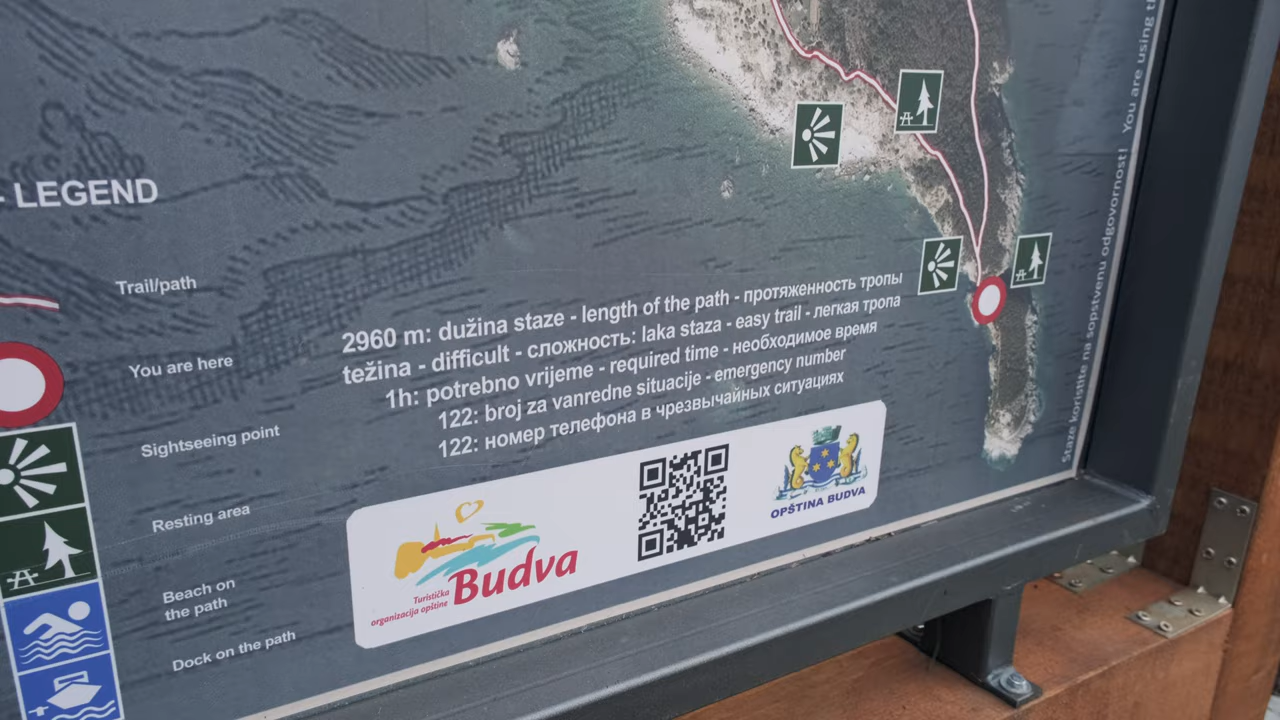 - LEGEND
Trail/path
You are here
Sightseeing point
Resting area
Beach on
the path
Dock on the path
2960 m: dužina staze - length of the path - протяженность тропы
težina - difficult - сложность: laka staza - easy trail - легкая тропа
1h: potrebno vrijeme - required time - необходимое время
122: broj za vanredne situacije - emergency number
122: номер телефона в чрезвычайных ситуациях
Turistička
organizacija opštine
Budva
OPŠTINA BUDVA
Staze koristite na sopstvenu odgovornost! You are using